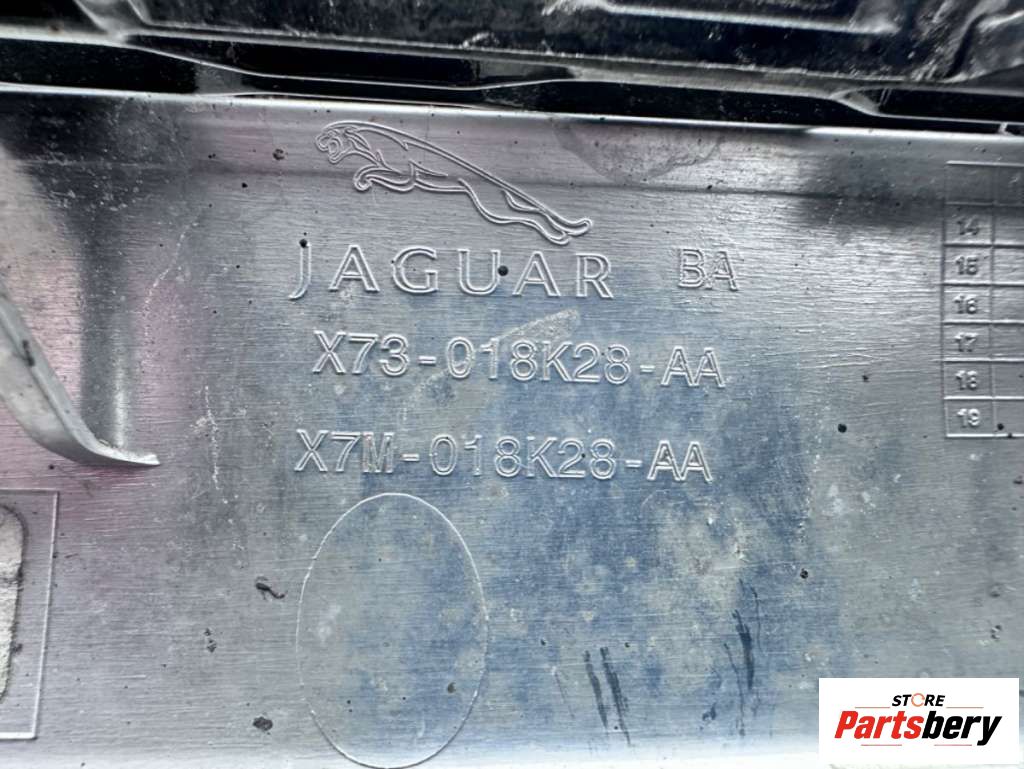 JAGUAR BA
X73-018K28-AA
X7M-018K28-AA
14
15
16
17
18
19
STORE
Partsbery